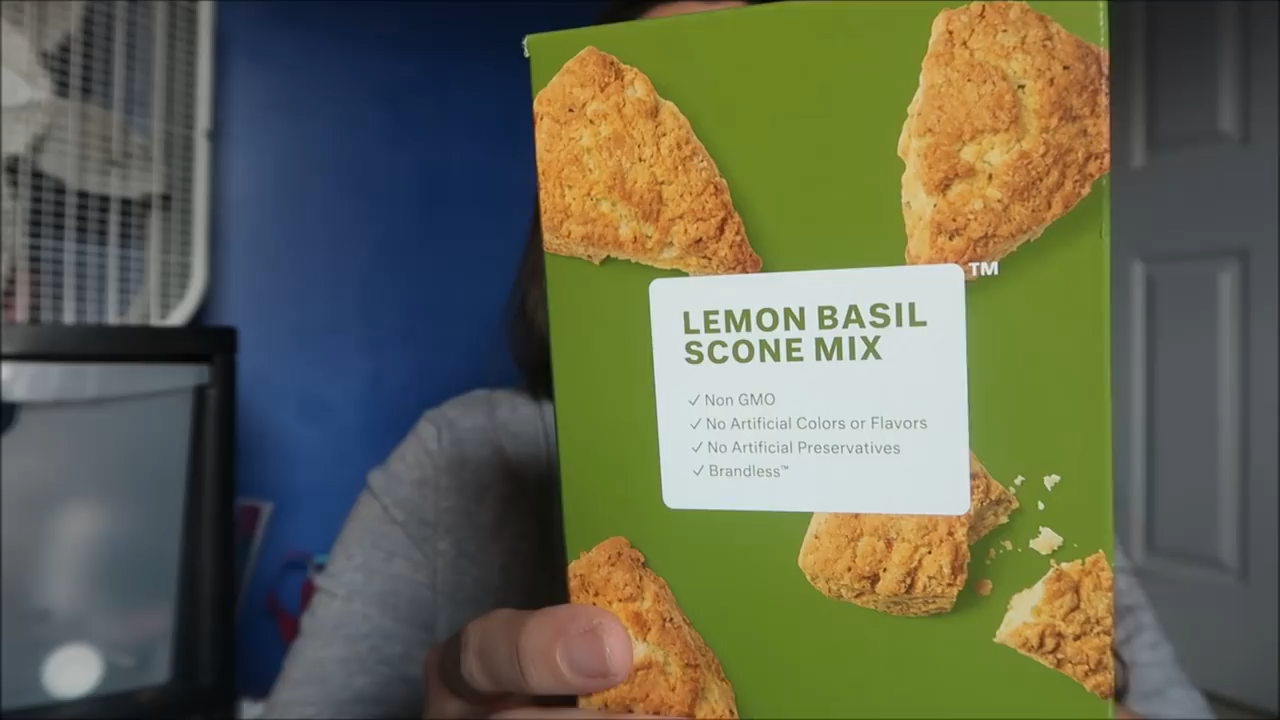 TM
LEMON BASIL
SCONE MIX
✓ Non GMO
✓ No Artificial Colors or Flavors
✓ No Artificial Preservatives
✓ Brandless™